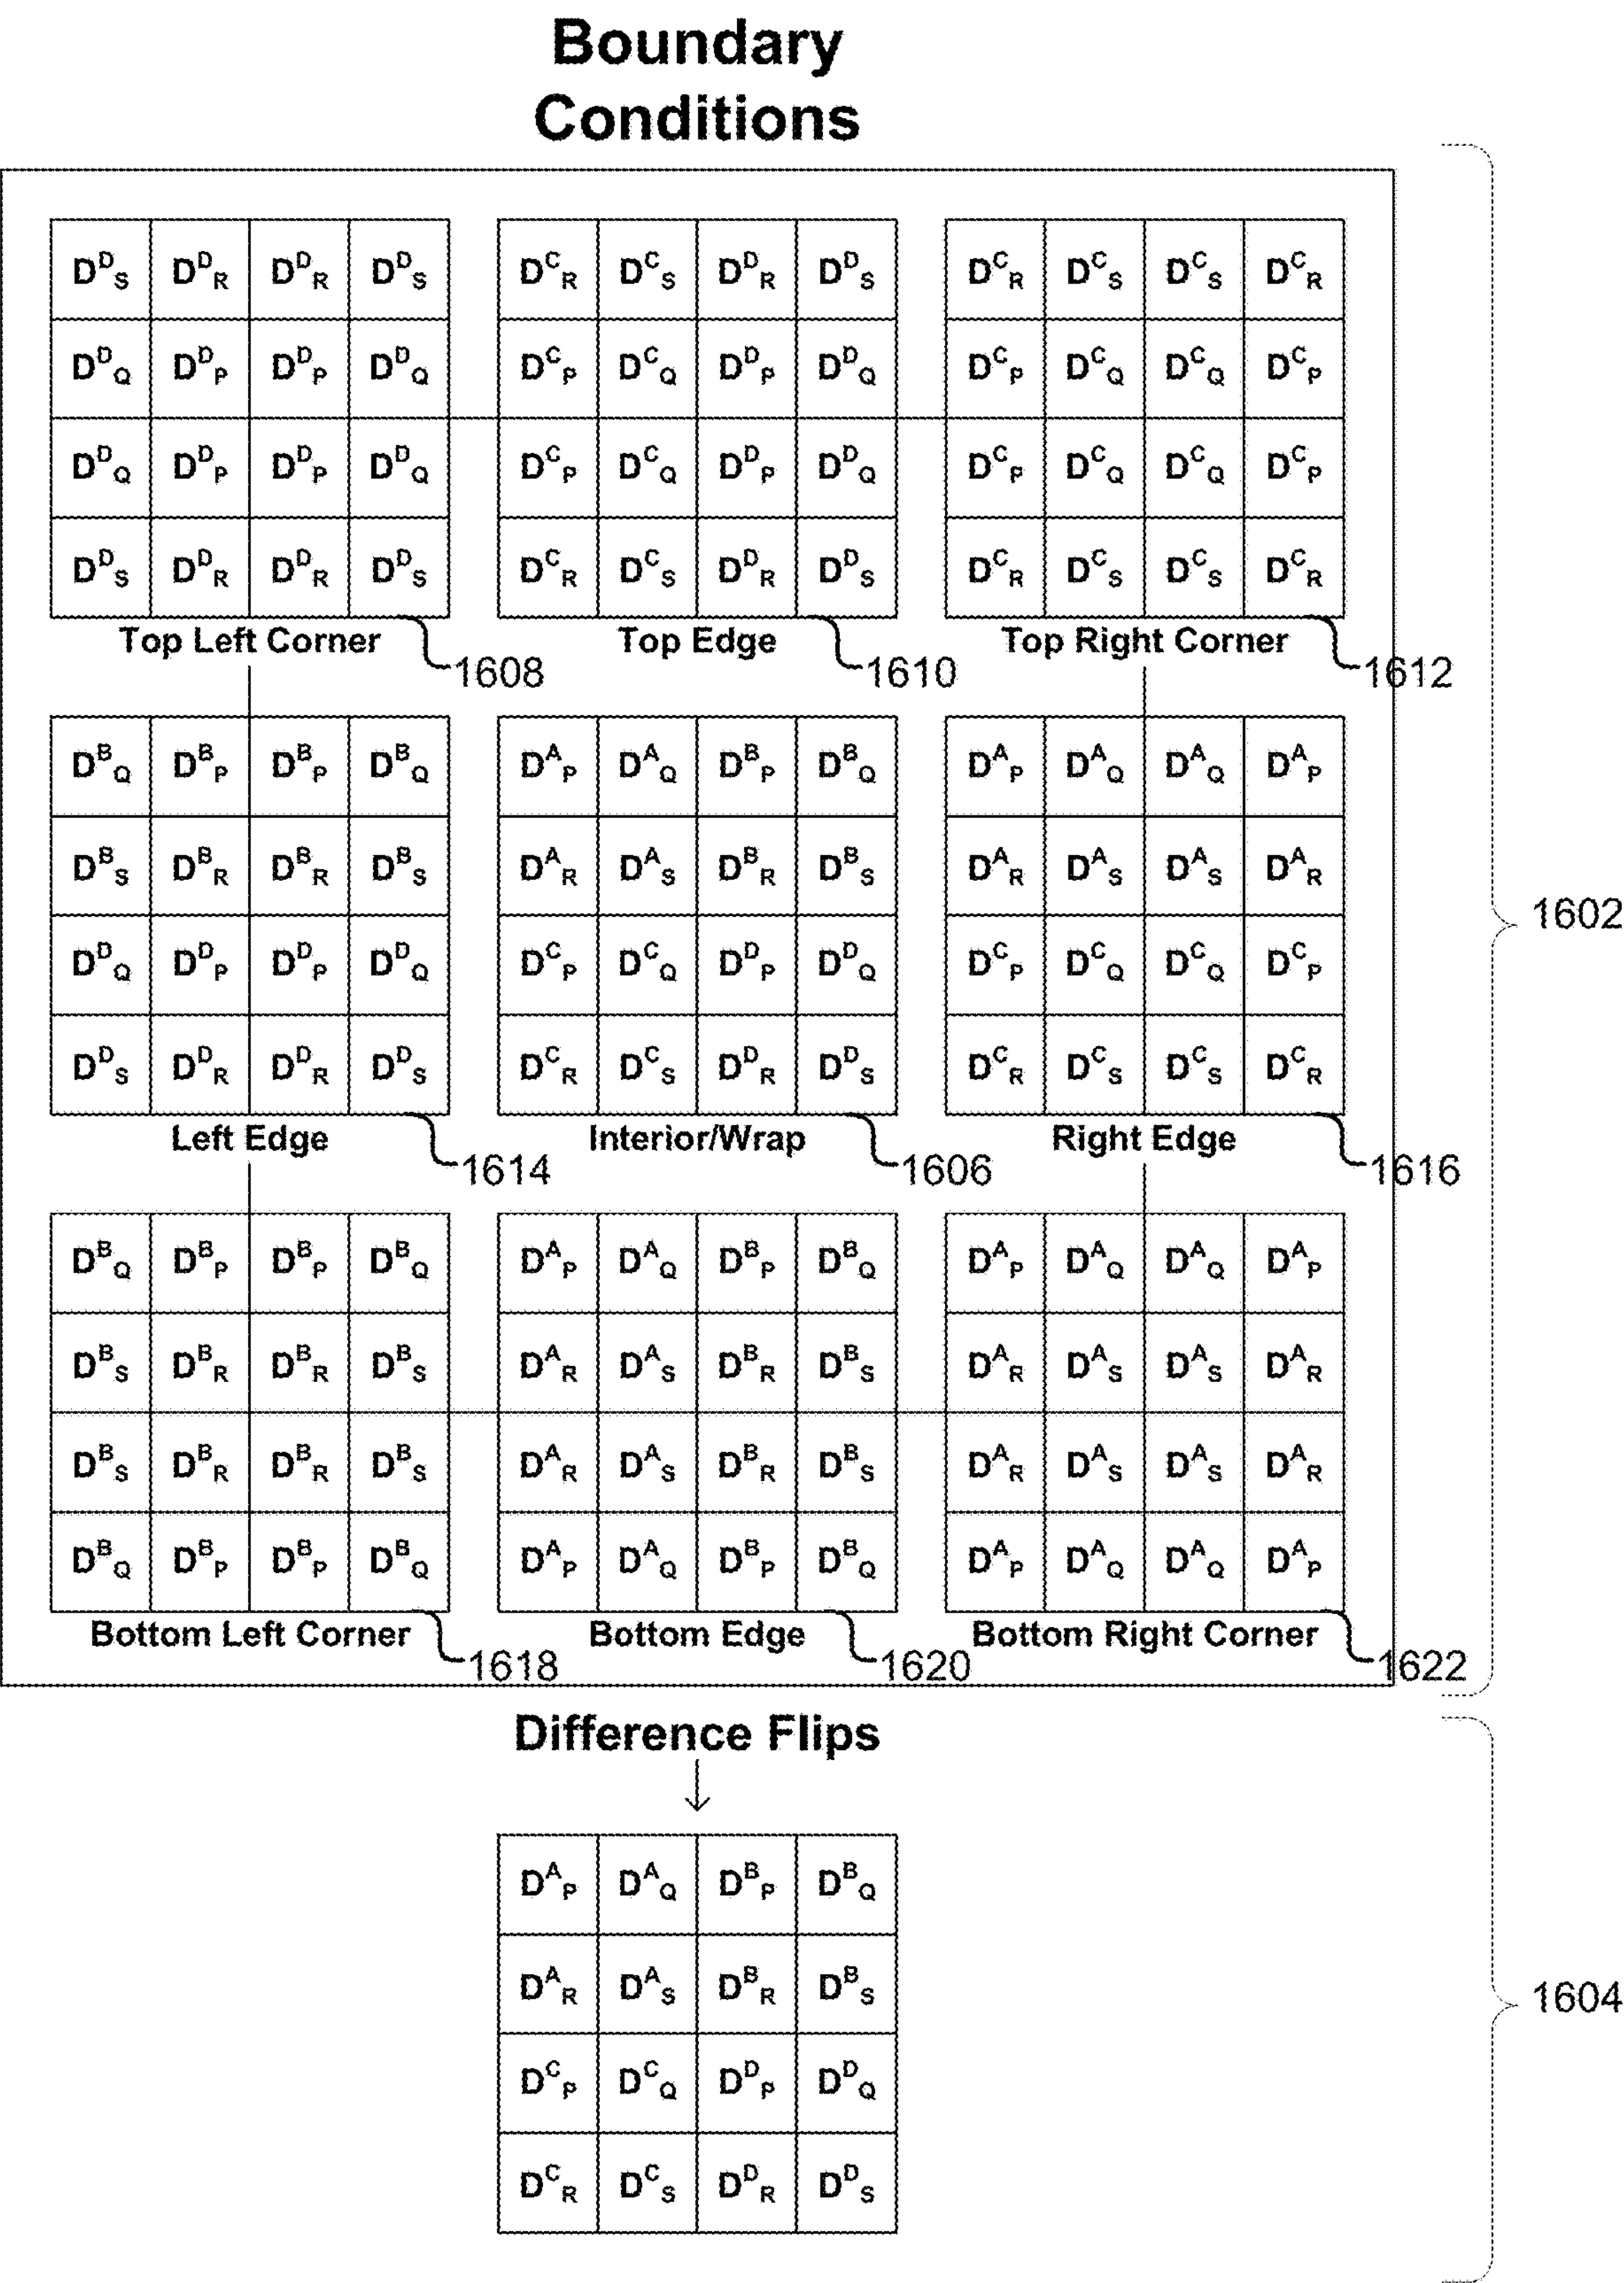 Boundary
Conditions
D^D_S D^D_R D^D_R D^D_S D^C_R D^C_S D^D_R D^D_S D^C_R D^C_S D^C_S D^C_R
D^D_Q D^D_P D^D_P D^D_Q D^C_P D^C_Q D^D_P D^D_Q D^C_P D^C_Q D^C_Q D^C_P
D^D_Q D^D_P D^D_P D^D_Q D^C_P D^C_Q D^D_P D^D_Q D^C_P D^C_Q D^C_Q D^C_P
D^D_S D^D_R D^D_R D^D_S D^C_R D^C_S D^D_R D^D_S D^C_R D^C_S D^C_S D^C_R
Top Left Corner Top Edge Top Right Corner
1608 1610 1612
D^B_Q D^B_P D^B_P D^B_Q D^A_P D^A_Q D^B_P D^B_Q D^A_P D^A_Q D^A_Q D^A_P
D^B_S D^B_R D^B_R D^B_S D^A_R D^A_S D^B_R D^B_S D^A_R D^A_S D^A_S D^A_R
1602
D^D_Q D^D_P D^D_P D^D_Q D^C_P D^C_Q D^D_P D^D_Q D^C_P D^C_Q D^C_Q D^C_P
D^D_S D^D_R D^D_R D^D_S D^C_R D^C_S D^D_R D^D_S D^C_R D^C_S D^C_S D^C_R
Left Edge Interior/Wrap Right Edge
1614 1606 1616
D^B_Q D^B_P D^B_P D^B_Q D^A_P D^A_Q D^B_P D^B_Q D^A_P D^A_Q D^A_Q D^A_P
D^B_S D^B_R D^B_R D^B_S D^A_R D^A_S D^B_R D^B_S D^A_R D^A_S D^A_S D^A_R
D^B_S D^B_R D^B_R D^B_S D^A_R D^A_S D^B_R D^B_S D^A_R D^A_S D^A_S D^A_R
D^B_Q D^B_P D^B_P D^B_Q D^A_P D^A_Q D^B_P D^B_Q D^A_P D^A_Q D^A_Q D^A_P
Bottom Left Corner Bottom Edge Bottom Right Corner
1618 1620 1622
Difference Flips
D^A_P D^A_Q D^B_P D^B_Q
D^A_R D^A_S D^B_R D^B_S
1604
D^C_P D^C_Q D^D_P D^D_Q
D^C_R D^C_S D^D_R D^D_S